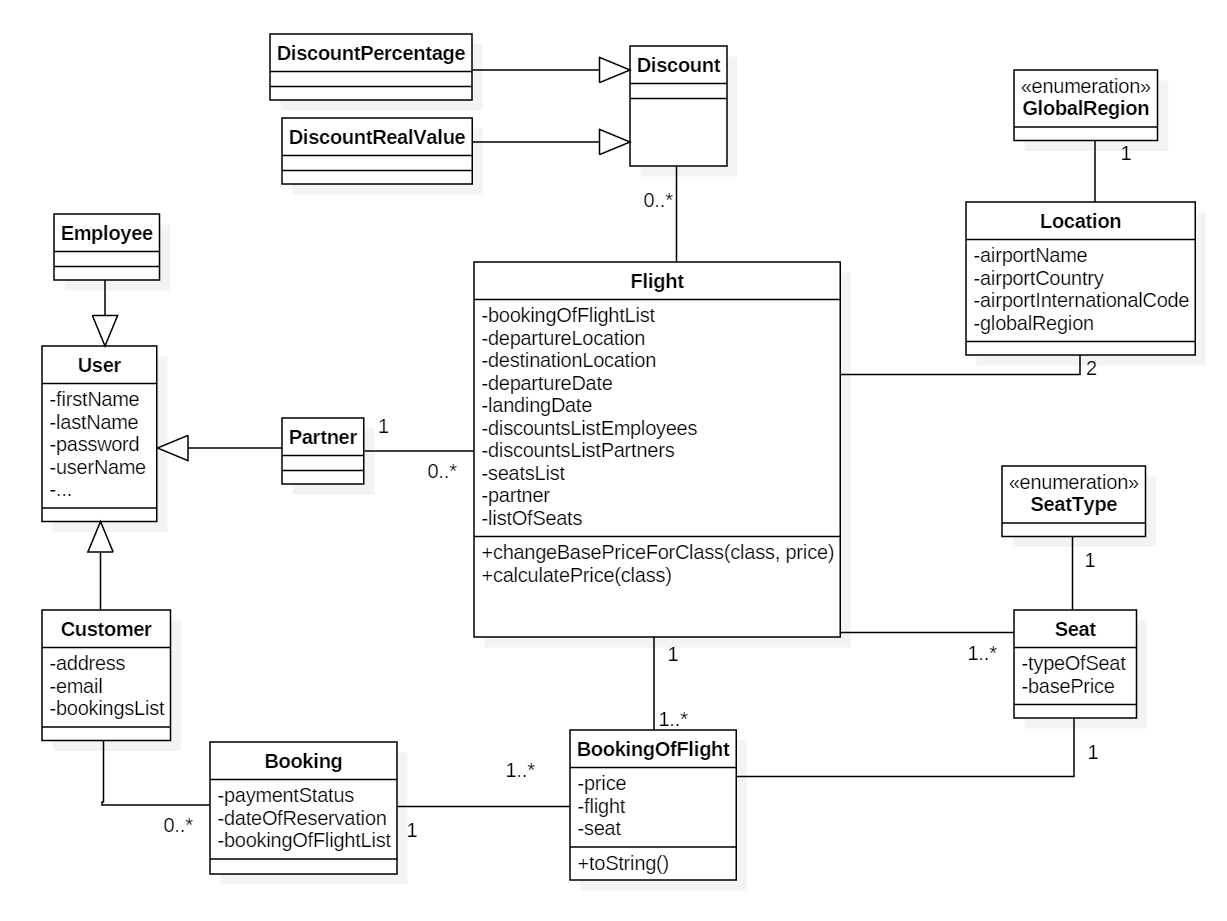 DiscountPercentage
Discount
DiscountRealValue
0..*
«enumeration»
GlobalRegion
1
Location
-airportName
-airportCountry
-airportInternationalCode
-globalRegion
2
Employee
User
-firstName
-lastName
-password
-userName
-...
Partner
1
0..*
Flight
-bookingOfFlightList
-departureLocation
-destinationLocation
-departureDate
-landingDate
-discountsListEmployees
-discountsListPartners
-seatsList
-partner
-listOfSeats
+changeBasePriceForClass(class, price)
+calculatePrice(class)
«enumeration»
SeatType
1
Seat
-typeOfSeat
-basePrice
1..*
1
Customer
-address
-email
-bookingsList
0..*
Booking
-paymentStatus
-dateOfReservation
-bookingOfFlightList
1
1..*
1
1..*
BookingOfFlight
-price
-flight
-seat
+toString()